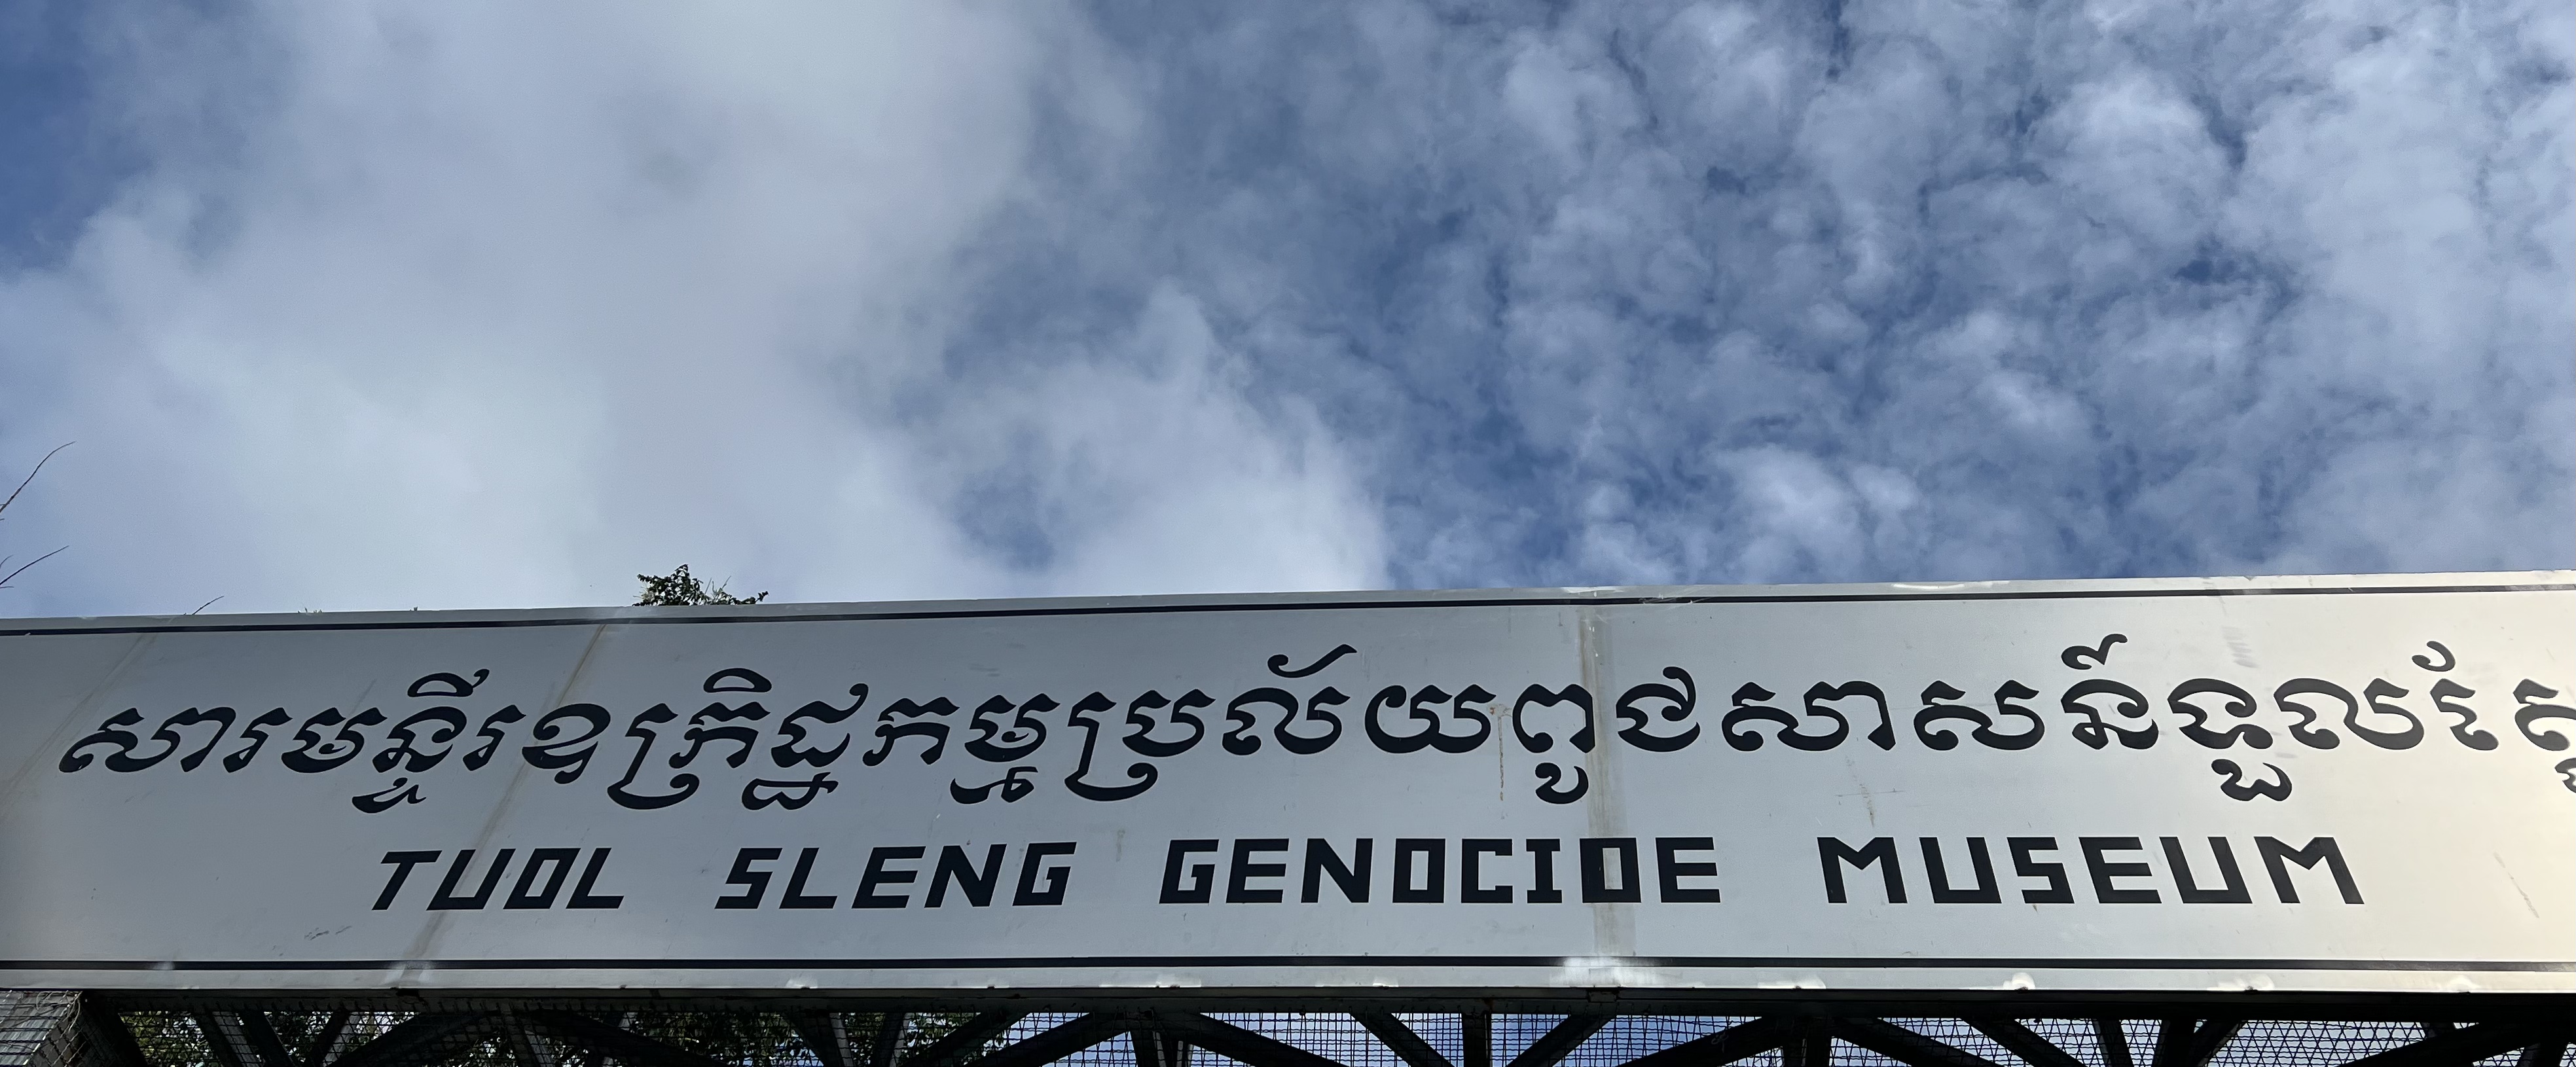 សារមន្ទីរឧក្រិដ្ឋកម្មប្រល័យពូជសាសន៍ទួល
TUOL SLENG GENOCIDE MUSEUM